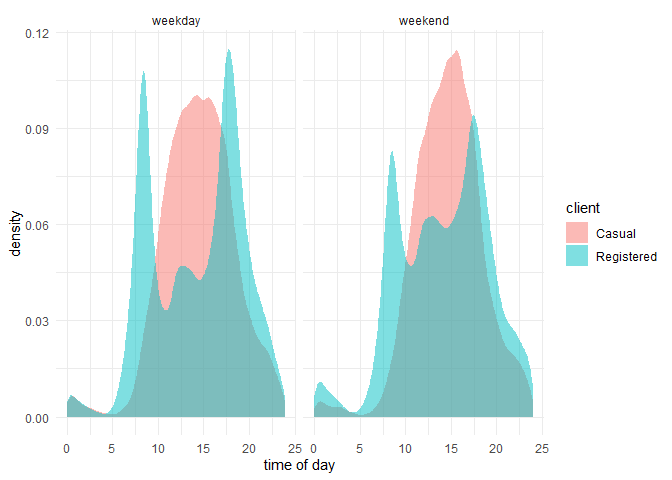 weekday weekend
0.12
0.09
0.06
0.03
0.00
density
0 5 10 15 20 25 0 5 10 15 20 25
time of day
client
Casual
Registered